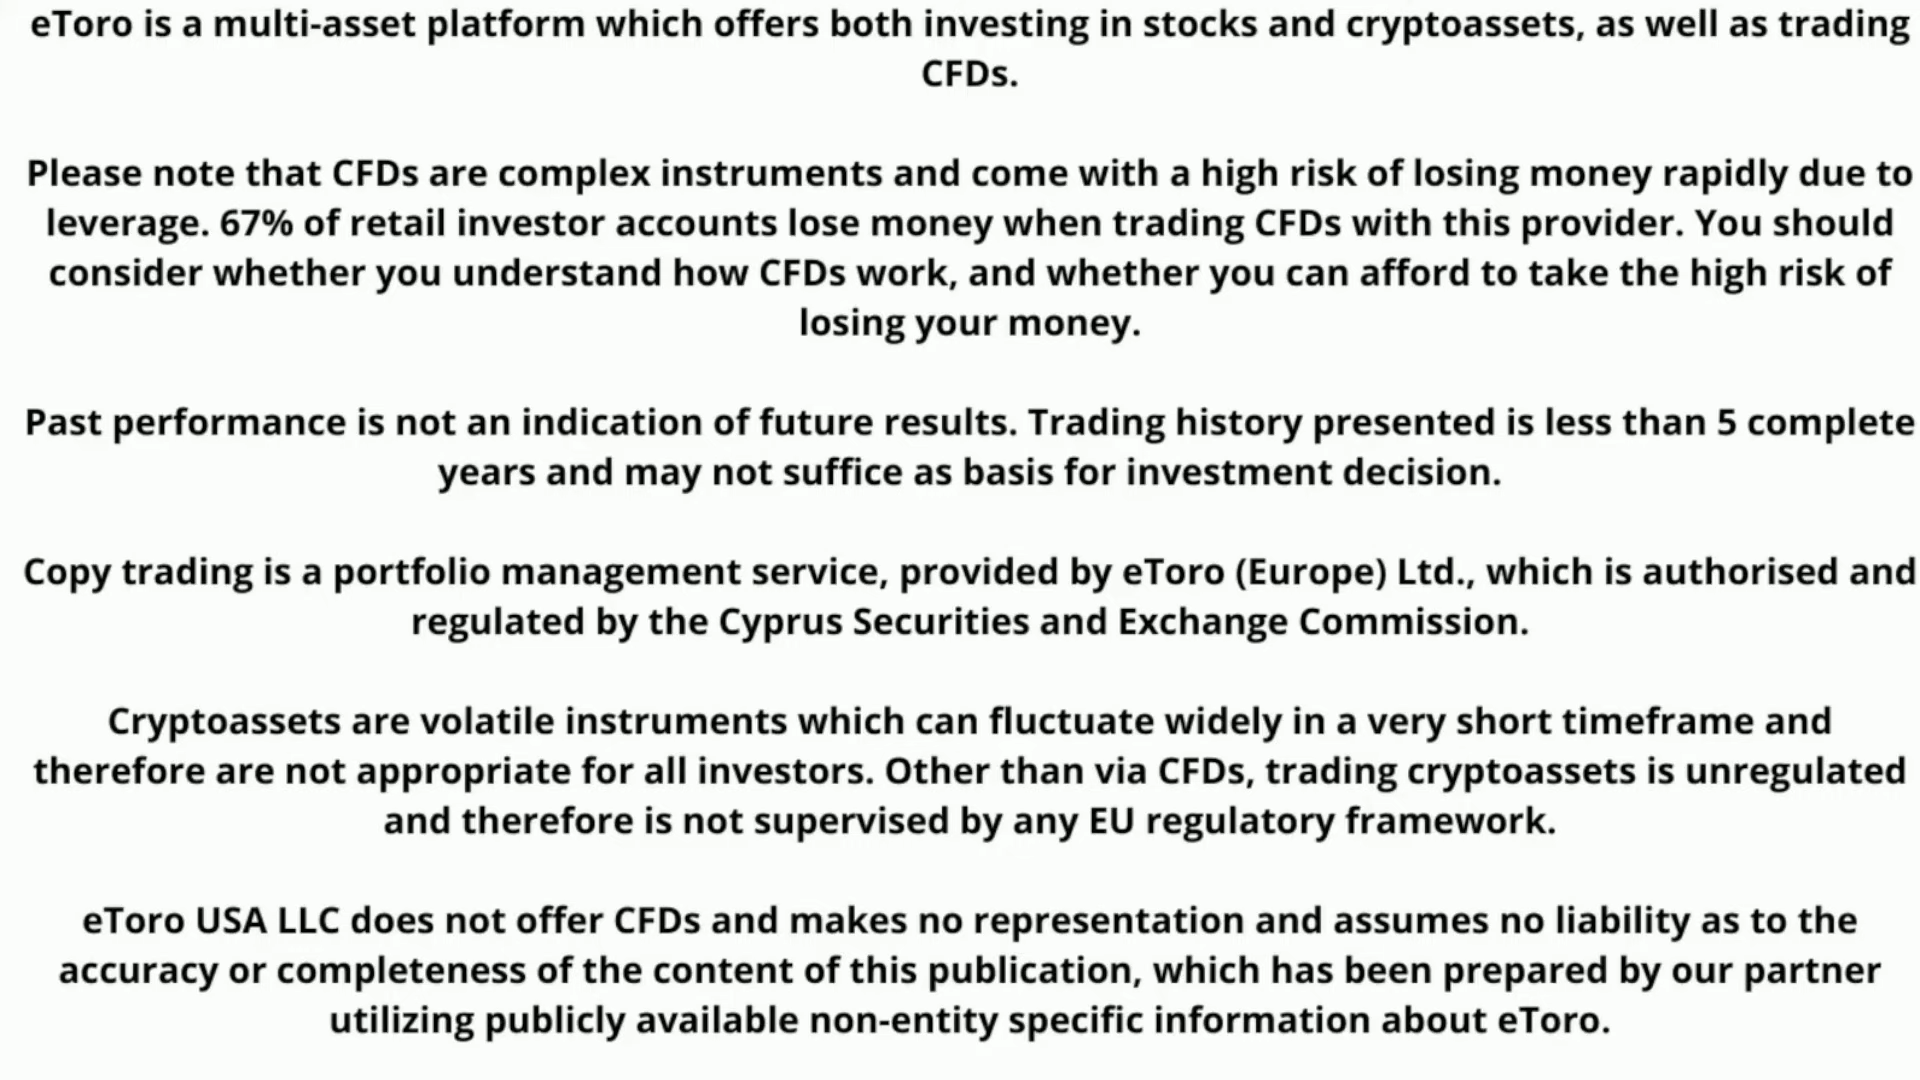 eToro is a multi-asset platform which offers both investing in stocks and cryptoassets, as well as trading
CFDs.
Please note that CFDs are complex instruments and come with a high risk of losing money rapidly due to
leverage. 67% of retail investor accounts lose money when trading CFDs with this provider. You should
consider whether you understand how CFDs work, and whether you can afford to take the high risk of
losing your money.
Past performance is not an indication of future results. Trading history presented is less than 5 complete
years and may not suffice as basis for investment decision.
Copy trading is a portfolio management service, provided by eToro (Europe) Ltd., which is authorised and
regulated by the Cyprus Securities and Exchange Commission.
Cryptoassets are volatile instruments which can fluctuate widely in a very short timeframe and
therefore are not appropriate for all investors. Other than via CFDs, trading cryptoassets is unregulated
and therefore is not supervised by any EU regulatory framework.
eToro USA LLC does not offer CFDs and makes no representation and assumes no liability as to the
accuracy or completeness of the content of this publication, which has been prepared by our partner
utilizing publicly available non-entity specific information about eToro.